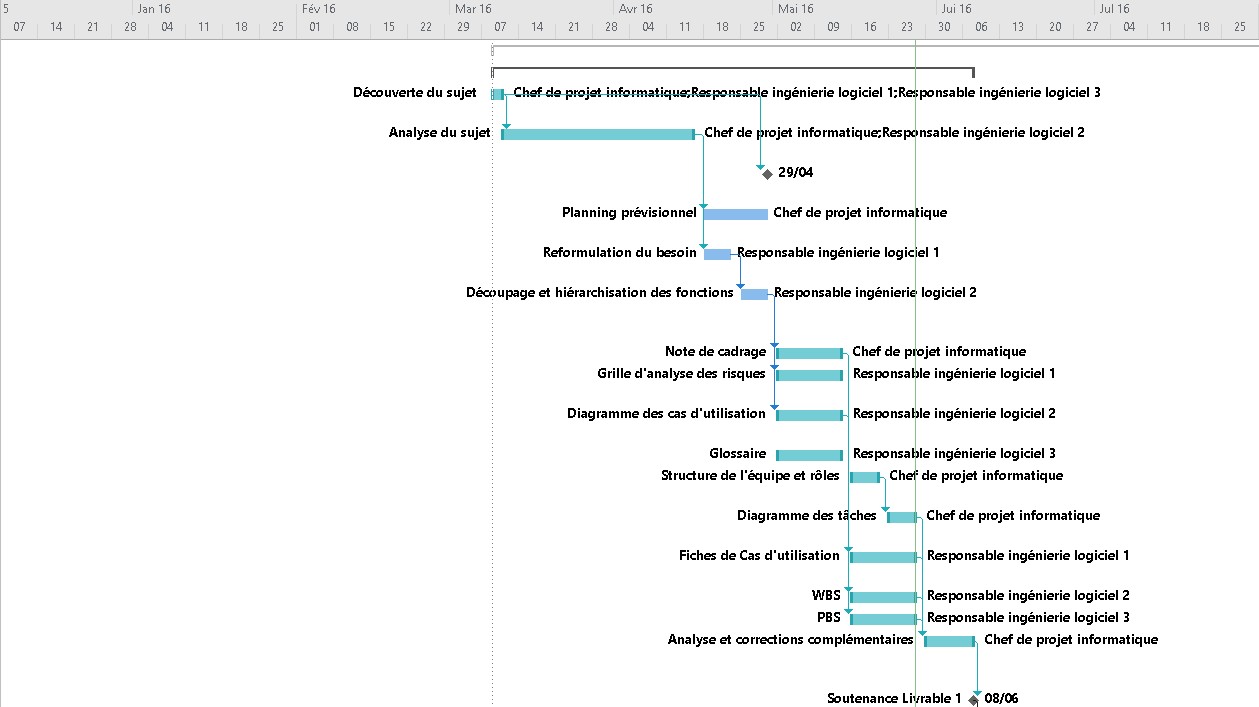 5 Jan 16 Fév 16 Mar 16 Avr 16 Mai 16 Jui 16 Jul 16
07 14 21 28 04 11 18 25 01 08 15 22 29 07 14 21 28 04 11 18 25 02 09 16 23 30 06 13 20 27 04 11 18 25
Découverte du sujet Chef de projet informatique;Responsable ingénierie logiciel 1;Responsable ingénierie logiciel 3
Analyse du sujet Chef de projet informatique;Responsable ingénierie logiciel 2
29/04
Planning prévisionnel Chef de projet informatique
Reformulation du besoin Responsable ingénierie logiciel 1
Découpage et hiérarchisation des fonctions Responsable ingénierie logiciel 2
Note de cadrage Chef de projet informatique
Grille d'analyse des risques Responsable ingénierie logiciel 1
Diagramme des cas d'utilisation Responsable ingénierie logiciel 2
Glossaire Responsable ingénierie logiciel 3
Structure de l'équipe et rôles Chef de projet informatique
Diagramme des tâches Chef de projet informatique
Fiches de Cas d'utilisation Responsable ingénierie logiciel 1
WBS Responsable ingénierie logiciel 2
PBS Responsable ingénierie logiciel 3
Analyse et corrections complémentaires Chef de projet informatique
Soutenance Livrable 1 08/06